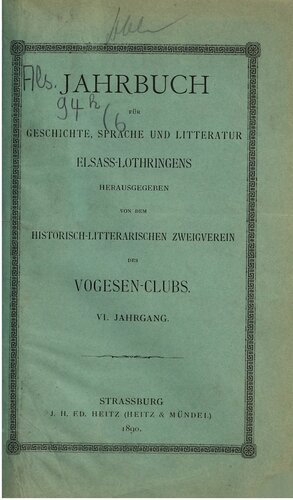 Als.
94 h
(6
JAHRBUCH
FÜR
GESCHICHTE, SPRACHE UND LITTERATUR
ELSASS-LOTHRINGENS
HERAUSGEGEBEN
VON DEM
HISTORISCH-LITTERARISCHEN ZWEIGVEREIN
DES
VOGESEN-CLUBS.
VI. JAHRGANG.
STRASSBURG
J. H. ED. HEITZ (HEITZ & MÜNDEL)
1890.